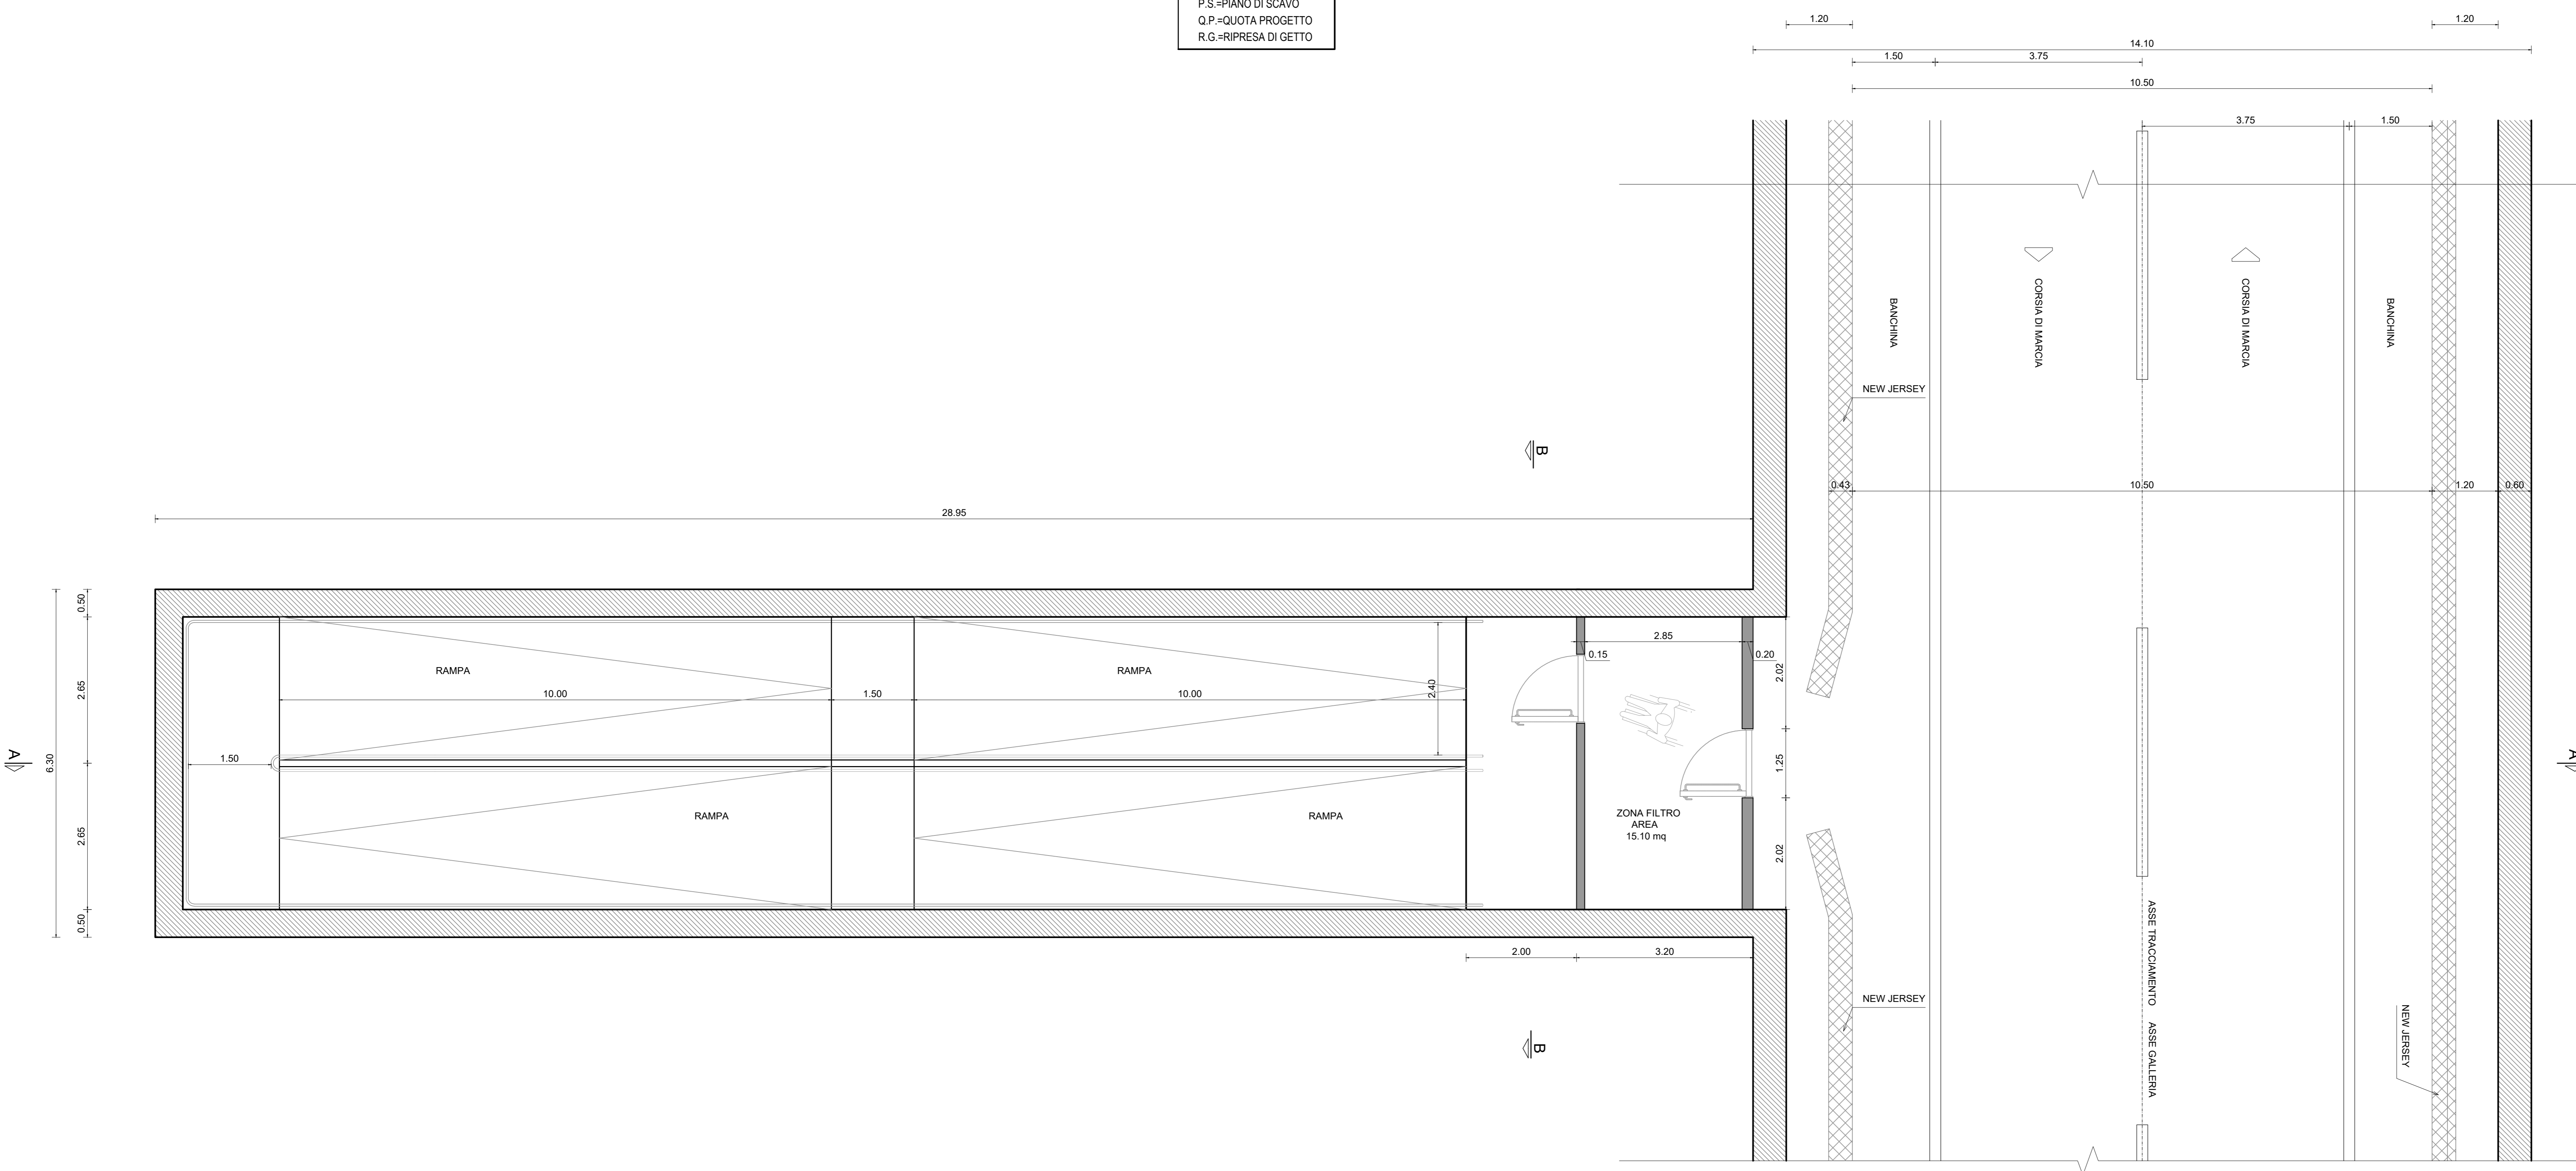 P.S.=PIANO DI SCAVO
Q.P.=QUOTA PROGETTO
R.G.=RIPRESA DI GETTO
1.20
1.20
14.10
1.50
3.75
10.50
3.75
1.50
BANCHINA
CORSIA DI MARCIA
CORSIA DI MARCIA
BANCHINA
NEW JERSEY
B
0.43
10.50
1.20
0.60
28.95
0.50
2.65
2.65
0.50
6.30
A
A
RAMPA
RAMPA
10.00
1.50
10.00
2.40
2.85
0.15
0.20
2.02
1.25
2.02
1.50
RAMPA
RAMPA
ZONA FILTRO
AREA
15.10 mq
2.00
3.20
ASSE TRACCIAMENTO
ASSE GALLERIA
NEW JERSEY
NEW JERSEY
B